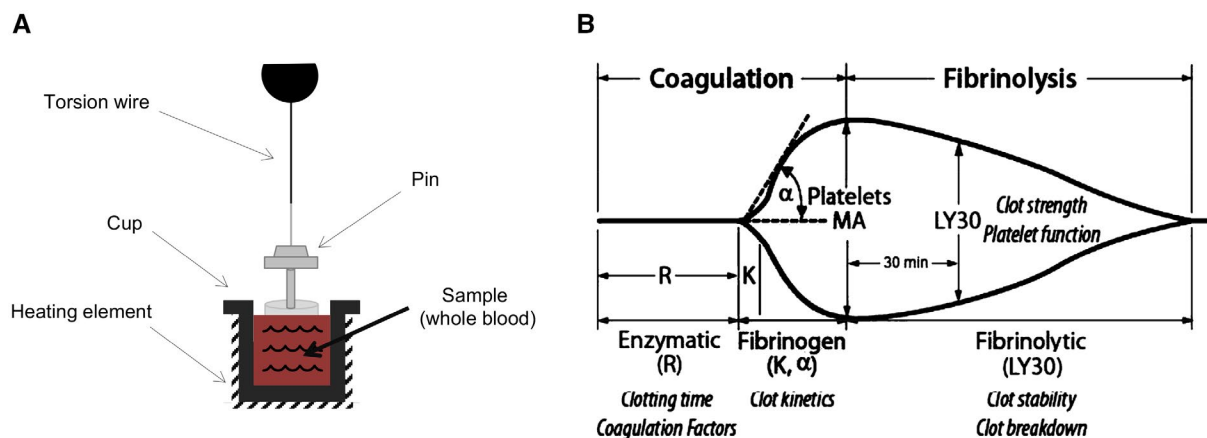 A
Torsion wire
Pin
Cup
Heating element
Sample
(whole blood)
B
Coagulation
Fibrinolysis
α
Platelets
MA
LY30
Clot strength
Platelet function
30 min
R
K
Enzymatic
(R)
Clotting time
Coagulation Factors
Fibrinogen
(K, α)
Clot kinetics
Fibrinolytic
(LY30)
Clot stability
Clot breakdown